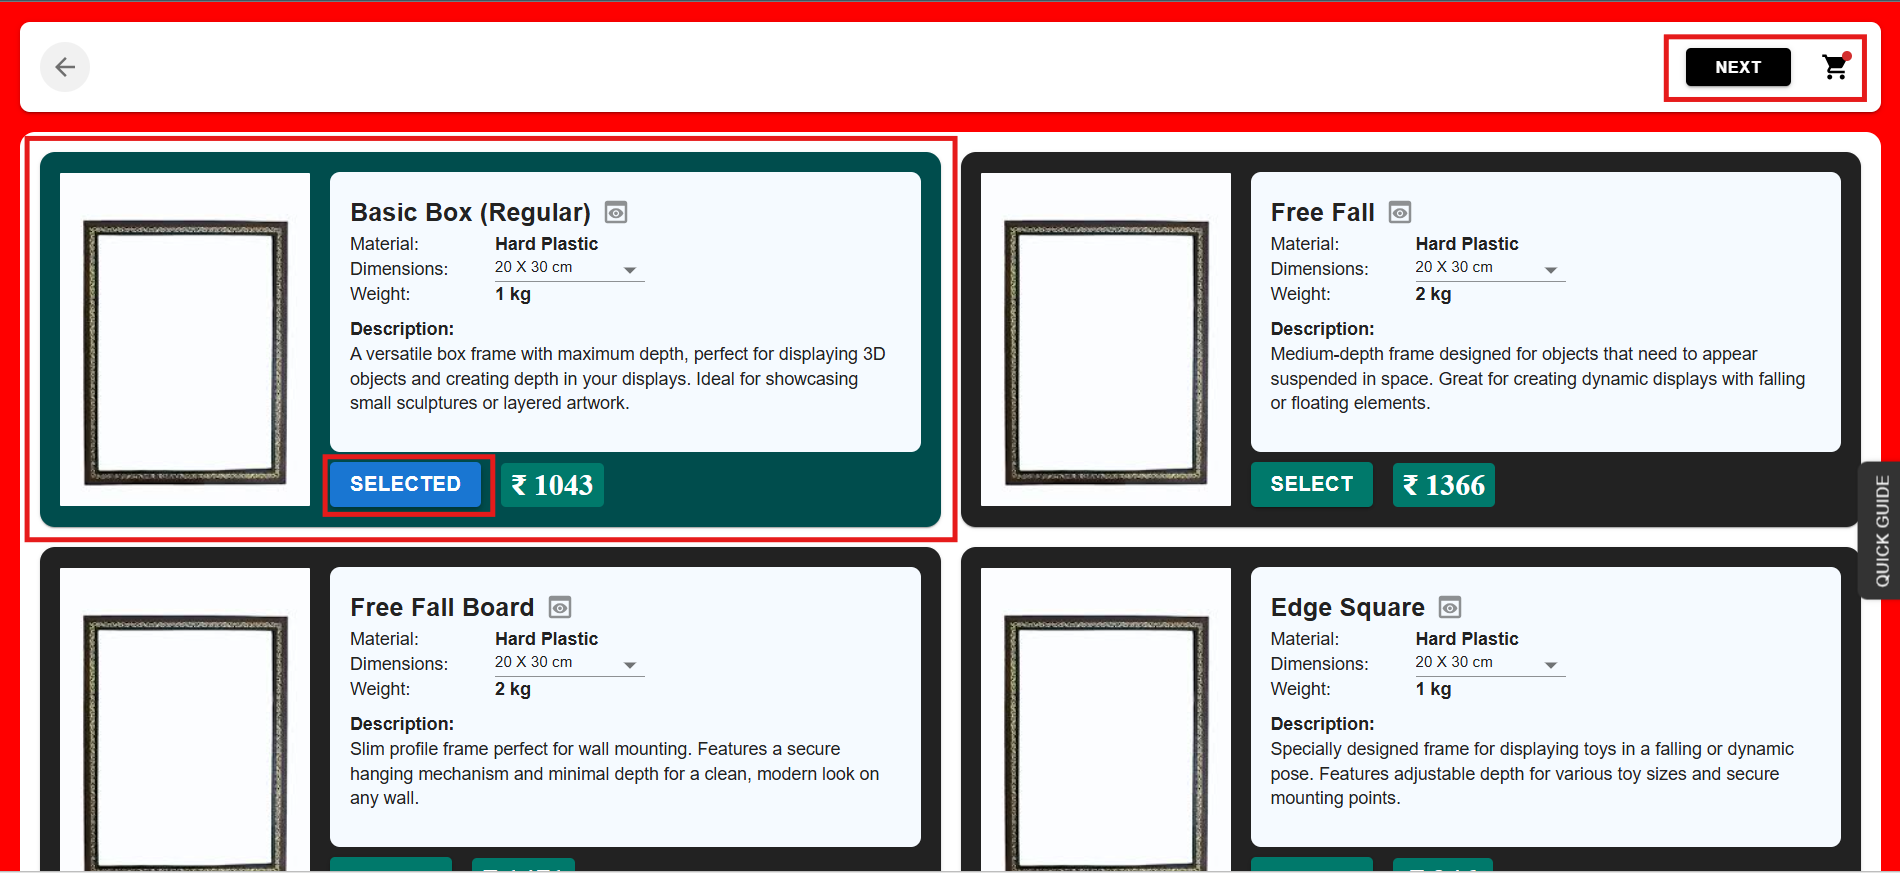 NEXT
Basic Box (Regular)
Material: Hard Plastic
Dimensions: 20 X 30 cm
Weight: 1 kg
Description:
A versatile box frame with maximum depth, perfect for displaying 3D
objects and creating depth in your displays. Ideal for showcasing
small sculptures or layered artwork.
SELECTED ₹ 1043
Free Fall
Material: Hard Plastic
Dimensions: 20 X 30 cm
Weight: 2 kg
Description:
Medium-depth frame designed for objects that need to appear
suspended in space. Great for creating dynamic displays with falling
or floating elements.
SELECT ₹ 1366
QUICK GUIDE
Free Fall Board
Material: Hard Plastic
Dimensions: 20 X 30 cm
Weight: 2 kg
Description:
Slim profile frame perfect for wall mounting. Features a secure
hanging mechanism and minimal depth for a clean, modern look on
any wall.
Edge Square
Material: Hard Plastic
Dimensions: 20 X 30 cm
Weight: 1 kg
Description:
Specially designed frame for displaying toys in a falling or dynamic
pose. Features adjustable depth for various toy sizes and secure
mounting points.